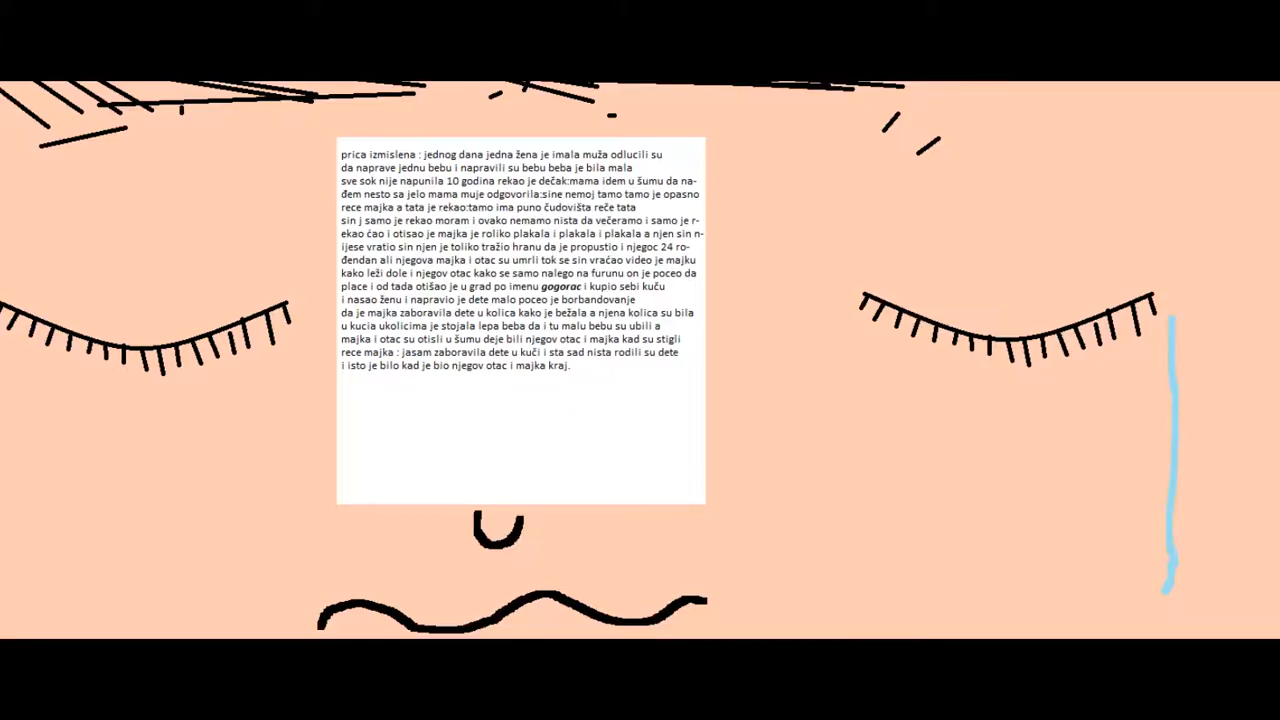 prica izmislena : jednog dana jedna žena je imala muža odlucili su
da naprave jednu bebu i napravili su bebu beba je bila mala
sve sok nije napunila 10 godina rekao je dečak:mama idem u šumu da na-
đem nesto sa jelo mama muje odgovorila:sine nemoj tamo tamo je opasno
rece majka a tata je rekao:tamo ima puno čudovišta reče tata
sin j samo je rekao moram i ovako nemamo nista da večeramo i samo je r-
ekao ćao i otisao je majka je roliko plakala i plakala i plakala a njen sin n-
ijese vratio sin njen je toliko tražio hranu da je propustio i njegoc 24 ro-
đendan ali njegova majka i otac su umrli tok se sin vraćao video je majku
kako leži dole i njegov otac kako se samo nalego na furunu on je poceo da
place i od tada otišao je u grad po imenu gogorac i kupio sebi kuču
i nasao ženu i napravio je dete malo poceo je borbandovanje
da je majka zaboravila dete u kolica kako je bežala a njena kolica su bila
u kucia ukolicima je stojala lepa beba da i tu malu bebu su ubili a
majka i otac su otisli u šumu deje bili njegov otac i majka kad su stigli
rece majka : jasam zaboravila dete u kuči i sta sad nista rodili su dete
i isto je bilo kad je bio njegov otac i majka kraj.